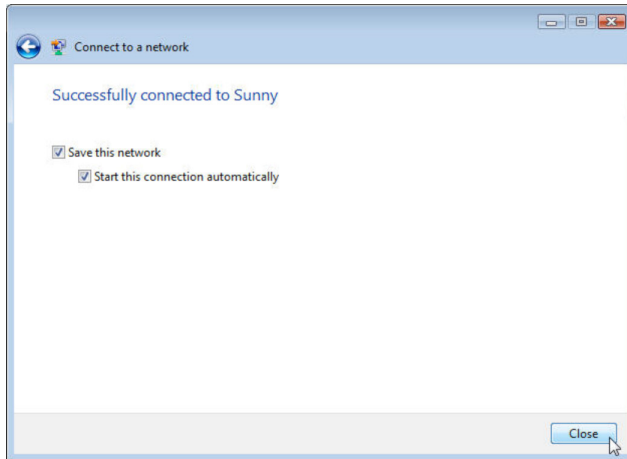 Connect to a network
Successfully connected to Sunny
Save this network
Start this connection automatically
Close